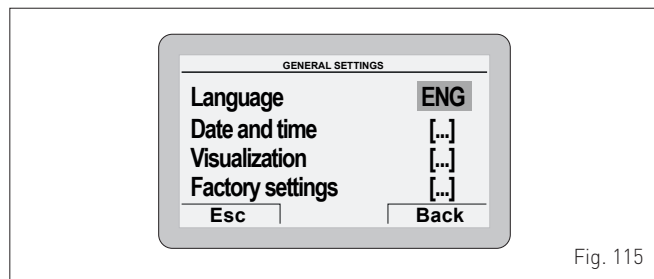 GENERAL SETTINGS
Language ENG
Date and time [...]
Visualization [...]
Factory settings [...]
Esc Back
Fig. 115